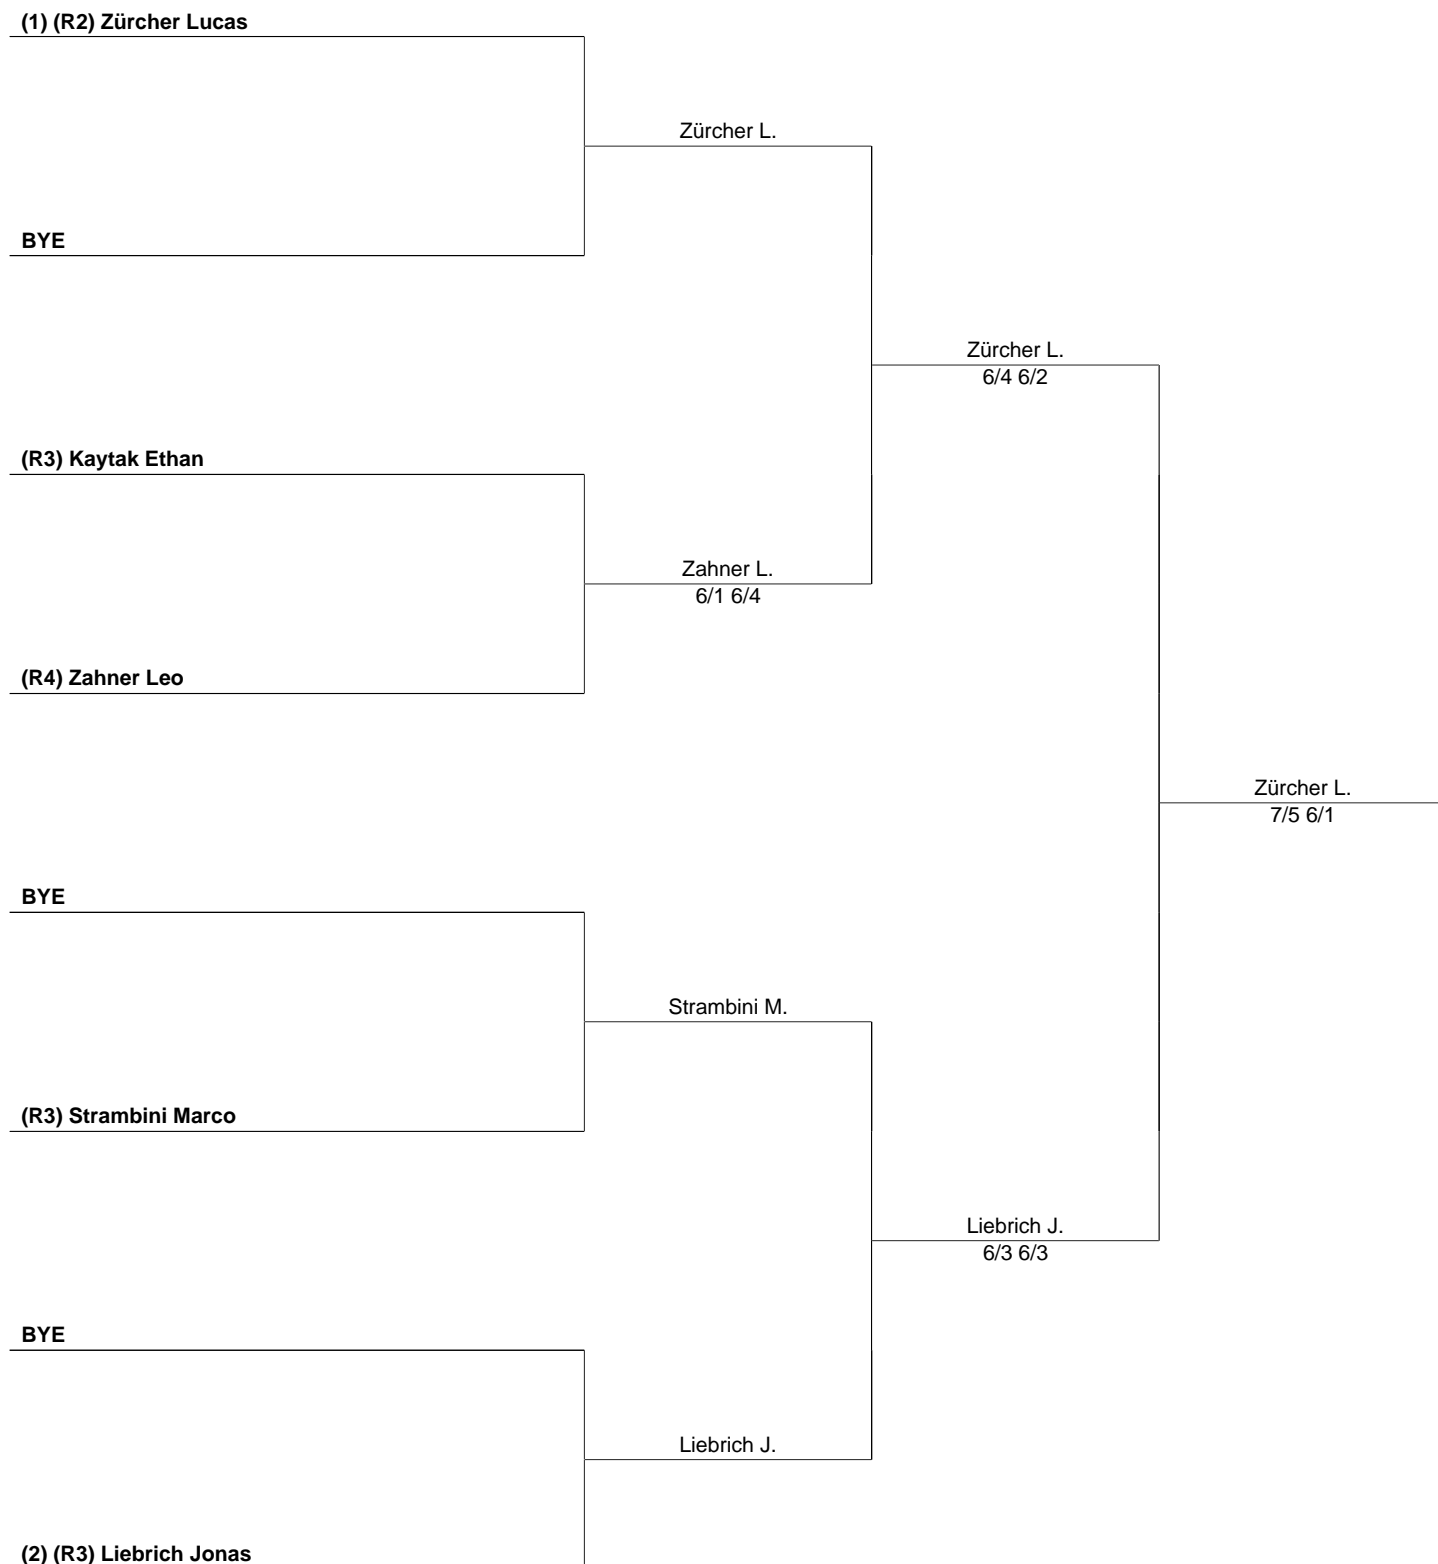 (1) (R2) Zürcher Lucas
Zürcher L.
BYE
Zürcher L.
6/4 6/2
(R3) Kaytak Ethan
Zahner L.
6/1 6/4
(R4) Zahner Leo
Zürcher L.
7/5 6/1
BYE
Strambini M.
(R3) Strambini Marco
Liebrich J.
6/3 6/3
BYE
Liebrich J.
(2) (R3) Liebrich Jonas